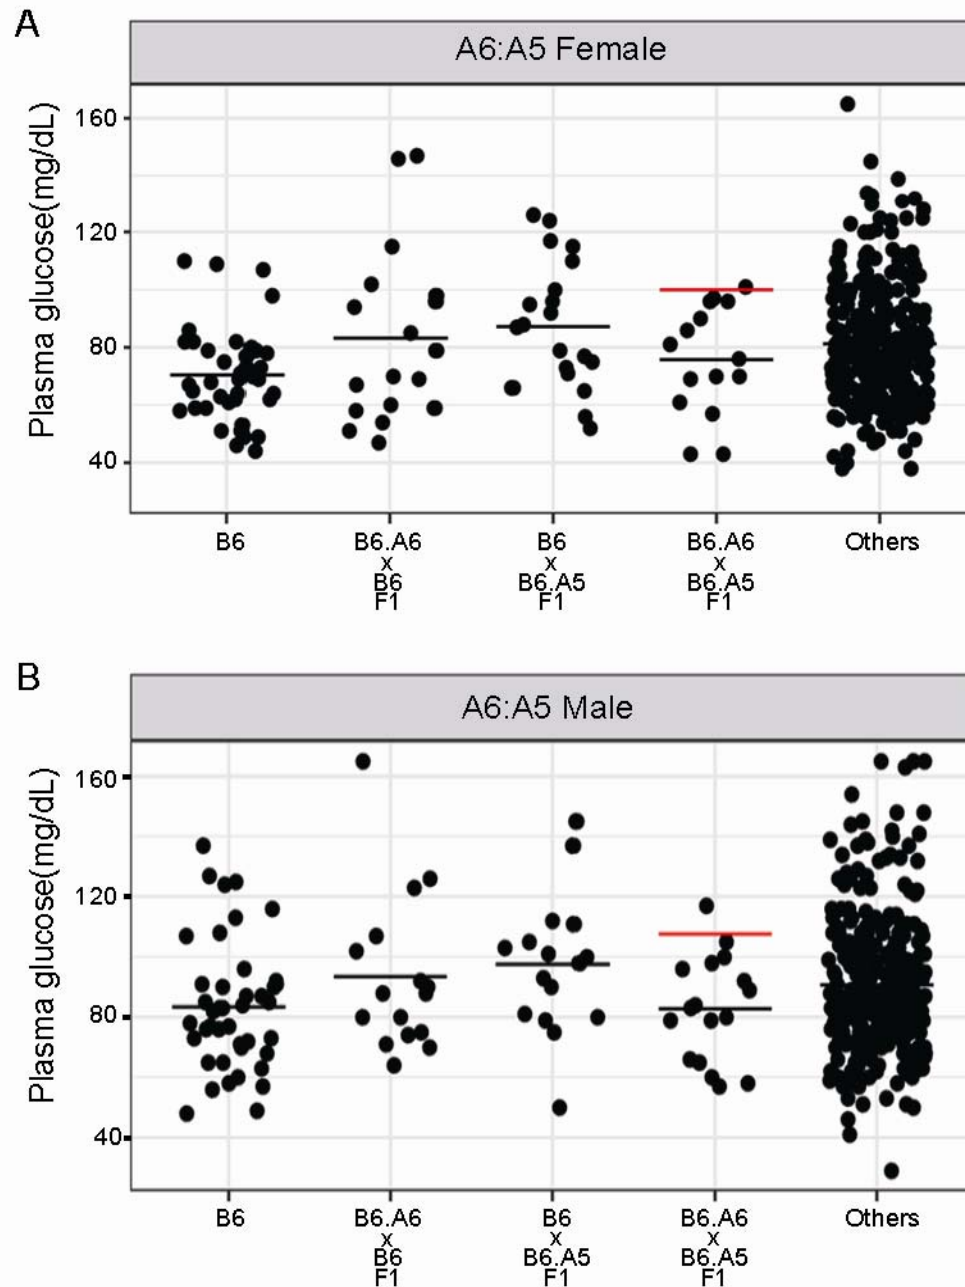 A
A6:A5 Female
Plasma glucose(mg/dL)
160
120
80
40
B6
B6.A6
x
B6
F1
B6
x
B6.A5
F1
B6.A6
x
B6.A5
F1
Others
B
A6:A5 Male
Plasma glucose(mg/dL)
160
120
80
40
B6
B6.A6
x
B6
F1
B6
x
B6.A5
F1
B6.A6
x
B6.A5
F1
Others